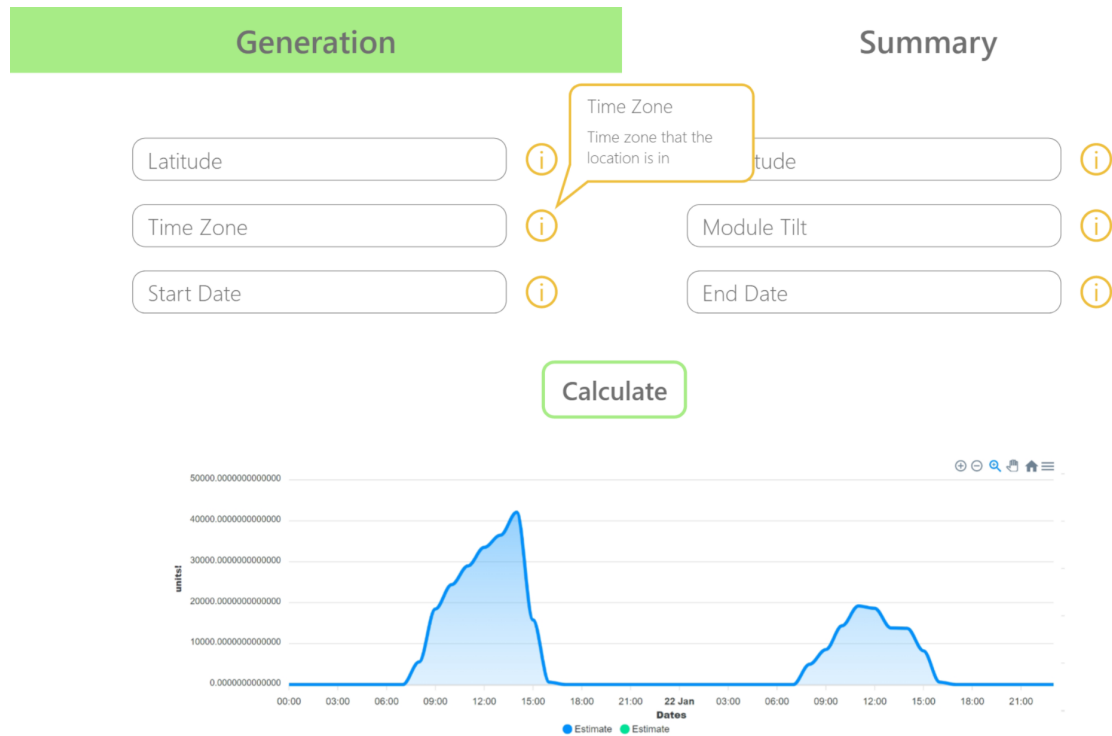 Generation
Summary
Time Zone
Time zone that the
location is in
Latitude
tude
Time Zone
Module Tilt
Start Date
End Date
Calculate
50000.0000000000000
40000.0000000000000
30000.0000000000000
20000.0000000000000
10000.0000000000000
0.0000000000000
units!
00:00 03:00 06:00 09:00 12:00 15:00 18:00 21:00 22 Jan 03:00 06:00 09:00 12:00 15:00 18:00 21:00
Dates
Estimate Estimate